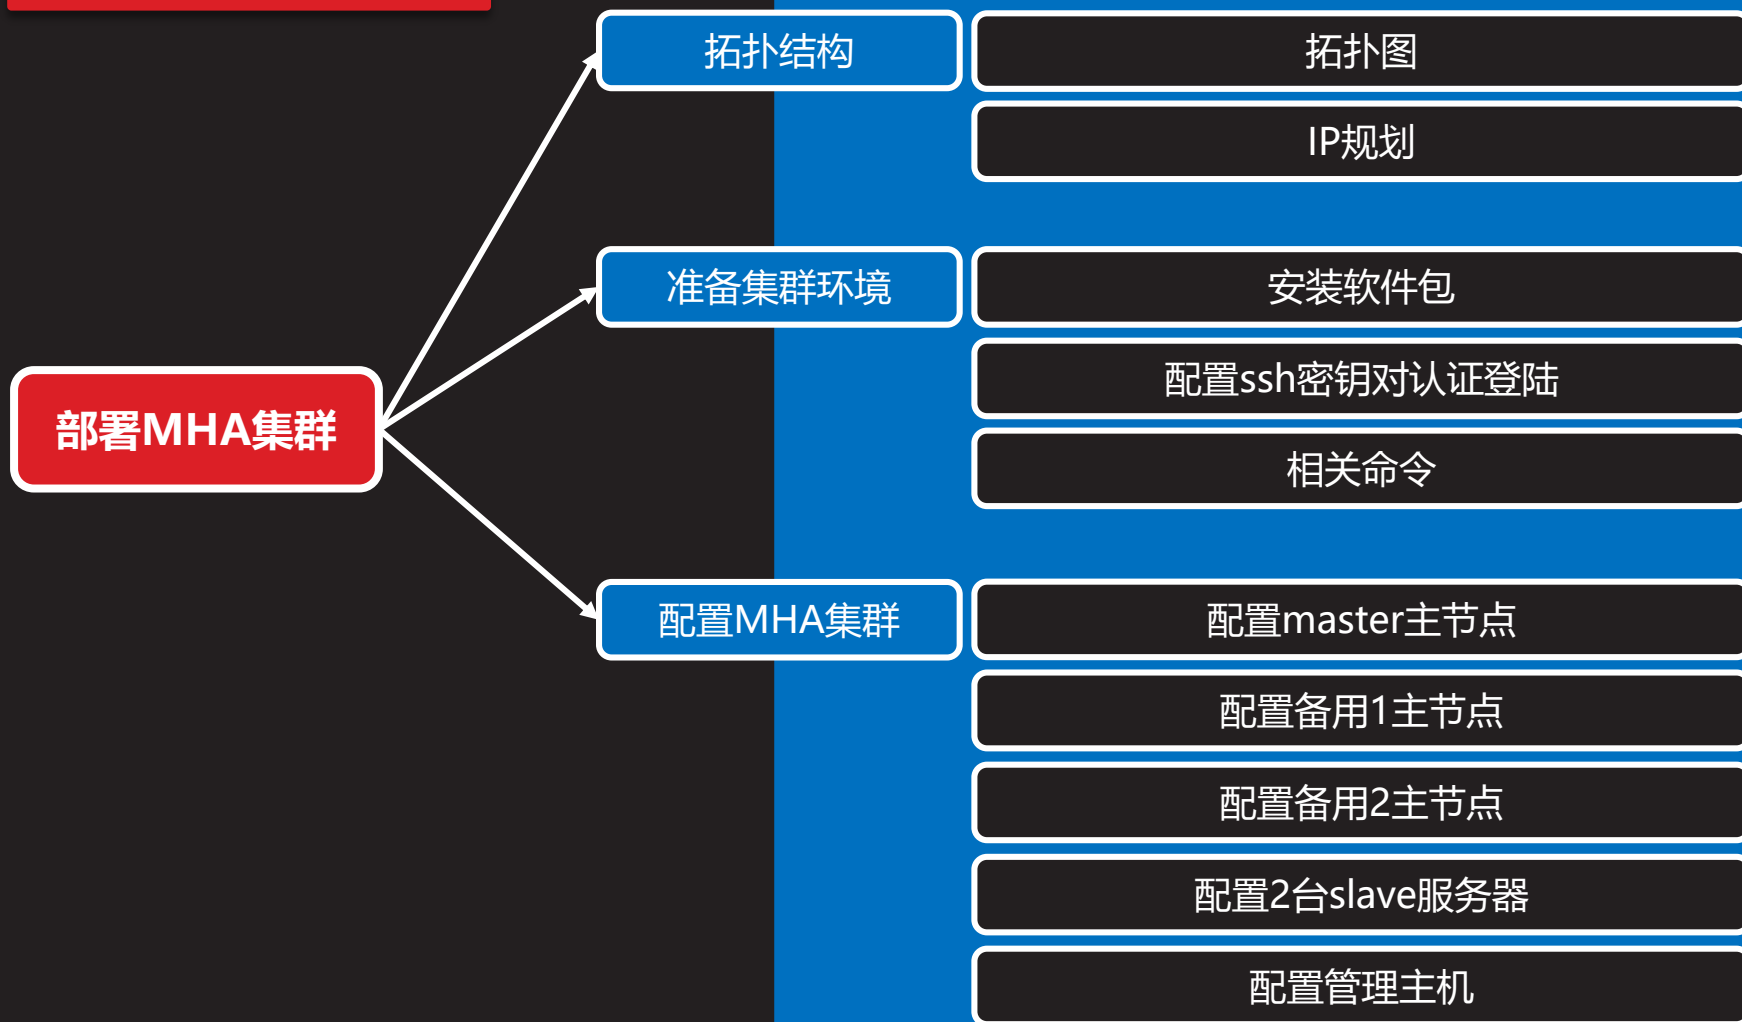 拓扑结构
拓扑图
IP规划
准备集群环境
安装软件包
配置ssh密钥对认证登陆
相关命令
部署MHA集群
配置MHA集群
配置master主节点
配置备用1主节点
配置备用2主节点
配置2台slave服务器
配置管理主机